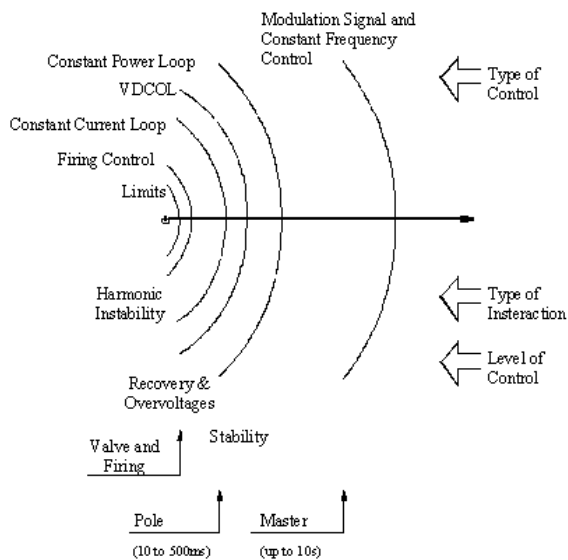 Modulation Signal and
Constant Frequency
Control
Constant Power Loop
VDCOL
Constant Current Loop
Firing Control
Limits
Type of
Control
Harmonic
Instability
Type of
Insteraction
Level of
Control
Recovery &
Overvoltages
Stability
Valve and
Firing
Pole
(10 to 500ms)
Master
(up to 10s)